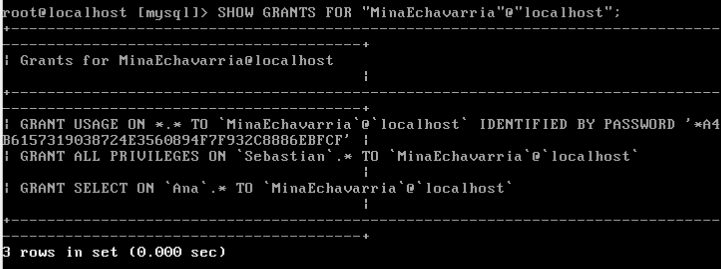 root@localhost [mysql]> SHOW GRANTS FOR "MinaEchavarria"@"localhost";
+------------------------------------------------------------------------------------------
---------------------------------------------+
| Grants for MinaEchavarria@localhost
                                             |
+------------------------------------------------------------------------------------------
---------------------------------------------+
| GRANT USAGE ON *.* TO `MinaEchavarria`@`localhost` IDENTIFIED BY PASSWORD '*A4
B6157319038724E3560894F7F932C8886EBFCF' |
| GRANT ALL PRIVILEGES ON `Sebastian`.* TO `MinaEchavarria`@`localhost`
                                             |
| GRANT SELECT ON `Ana`.* TO `MinaEchavarria`@`localhost`
                                             |
+------------------------------------------------------------------------------------------
---------------------------------------------+
3 rows in set (0.000 sec)